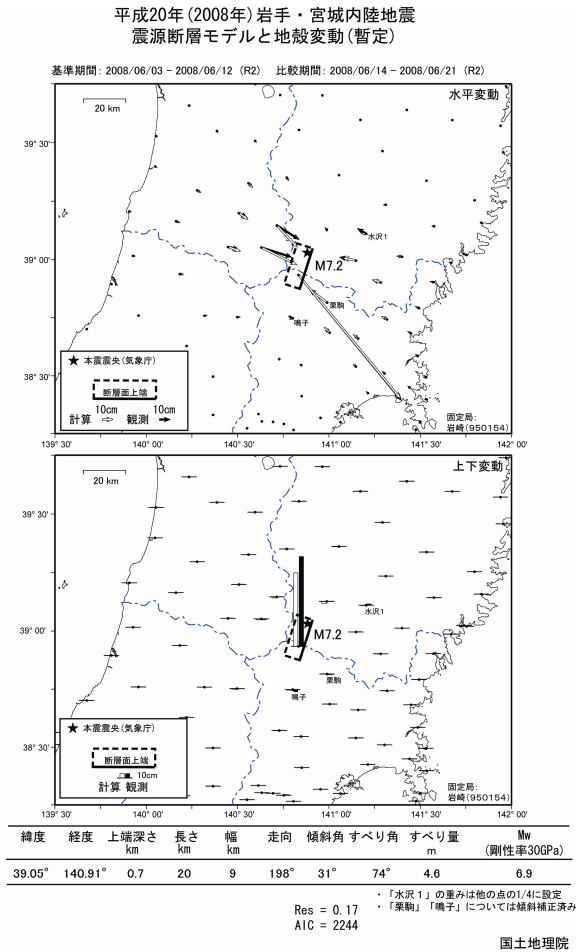 平成20年(2008年)岩手・宮城内陸地震
震源断層モデルと地殻変動(暫定)
基準期間: 2008/06/03 - 2008/06/12 (R2) 比較期間: 2008/06/14 - 2008/06/21 (R2)
水平変動
20 km
39° 30'
水沢1
39° 00'
M7.2
栗駒
鳴子
38° 30'
★ 本震震央(気象庁)
断層面上端
10cm 10cm
計算 観測
固定局:
岩崎(950154)
139° 30' 140° 00' 140° 30' 141° 00' 141° 30' 142° 00'
上下変動
20 km
39° 30'
水沢1
39° 00'
M7.2
栗駒
鳴子
38° 30'
★ 本震震央(気象庁)
断層面上端
10cm
計算 観測
固定局:
岩崎(950154)
139° 30' 140° 00' 140° 30' 141° 00' 141° 30' 142° 00'
緯度 経度 上端深さ km 長さ km 幅 km 走向 傾斜角 すべり角 すべり量 m Mw (剛性率30GPa)
39.05° 140.91° 0.7 20 9 198° 31° 74° 4.6 6.9
・「水沢1」の重みは他の点の1/4に設定
・「栗駒」「鳴子」については傾斜補正済み
Res = 0.17
AIC = 2244
国土地理院